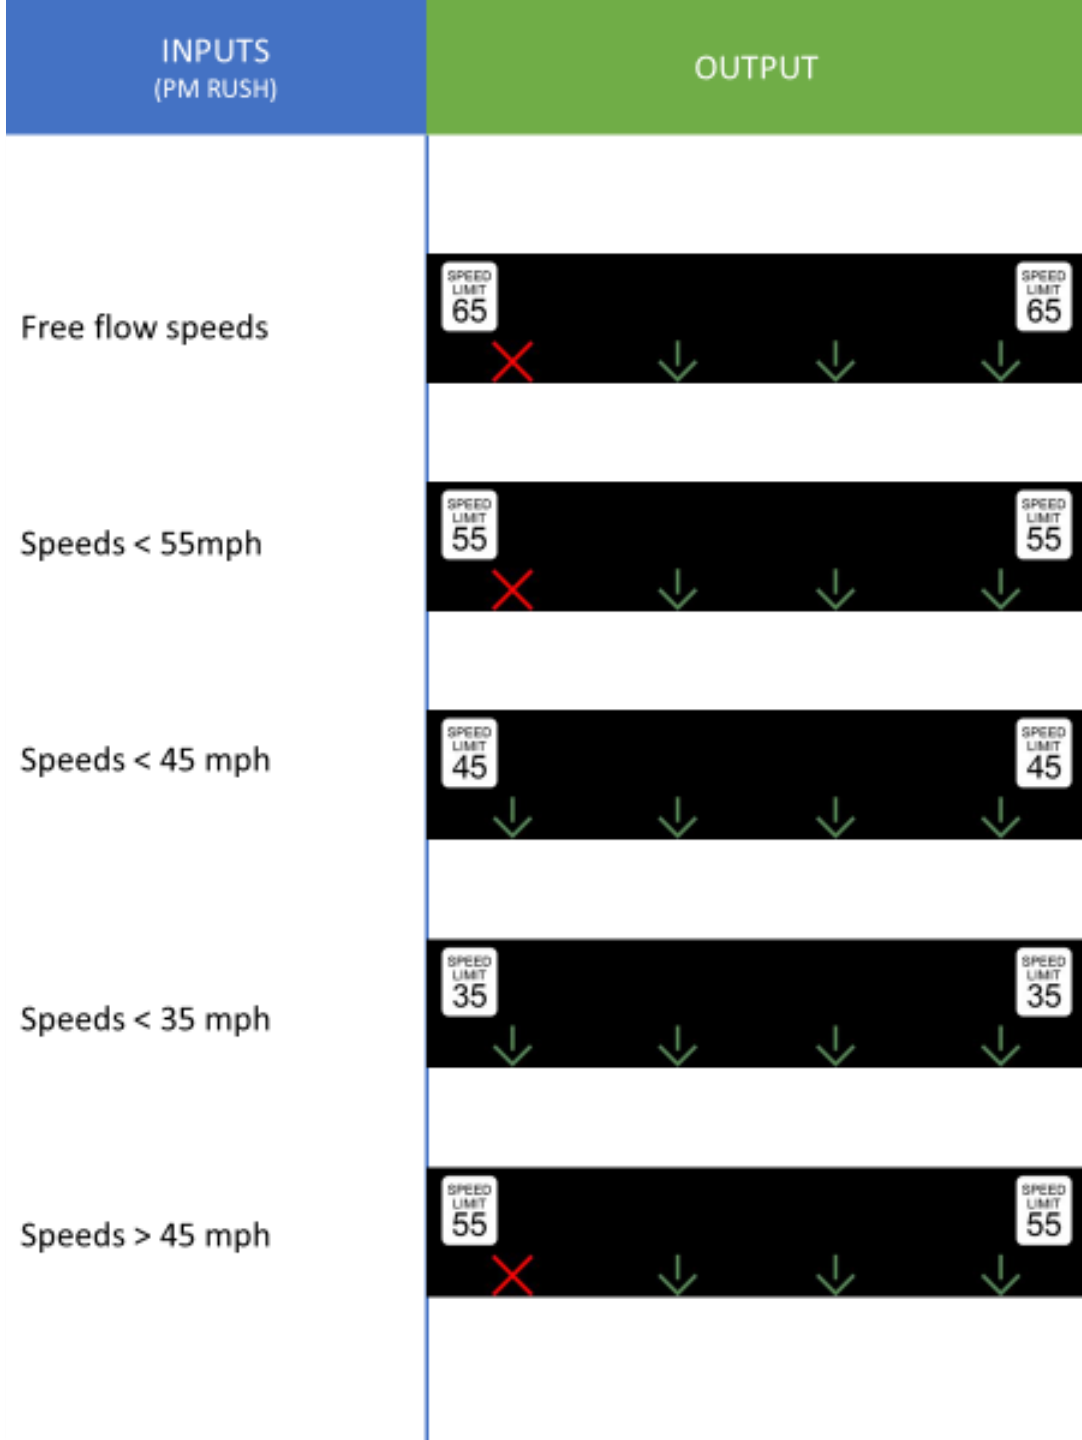 INPUTS
(PM RUSH)
OUTPUT
Free flow speeds
SPEED
LIMIT
65
SPEED
LIMIT
65
Speeds < 55mph
SPEED
LIMIT
55
SPEED
LIMIT
55
Speeds < 45 mph
SPEED
LIMIT
45
SPEED
LIMIT
45
Speeds < 35 mph
SPEED
LIMIT
35
SPEED
LIMIT
35
Speeds > 45 mph
SPEED
LIMIT
55
SPEED
LIMIT
55